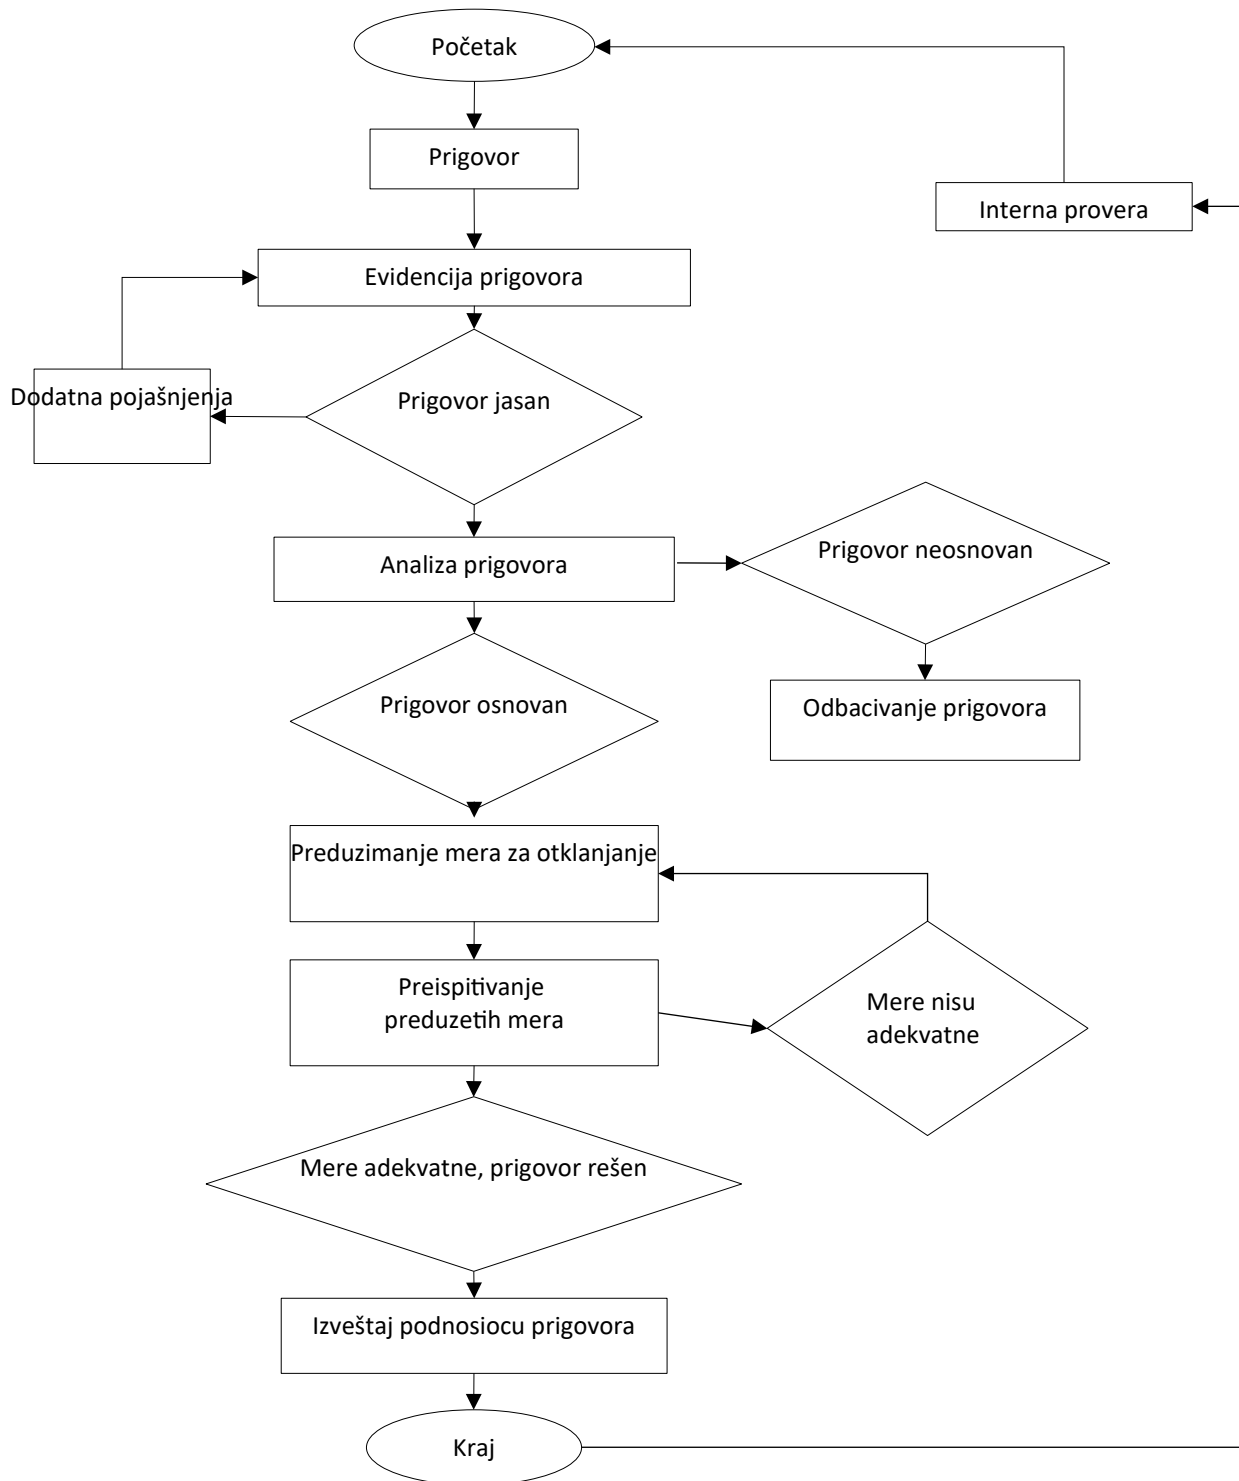 Početak
Prigovor
Interna provera
Evidencija prigovora
Dodatna pojašnjenja
Prigovor jasan
Analiza prigovora
Prigovor neosnovan
Prigovor osnovan
Odbacivanje prigovora
Preduzimanje mera za otklanjanje
Preispitivanje
preduzetih mera
Mere nisu
adekvatne
Mere adekvatne, prigovor rešen
Izveštaj podnosiocu prigovora
Kraj